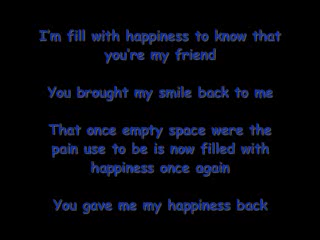 I'm fill with happiness to know that
you're my friend
You brought my smile back to me
That once empty space were the
pain use to be is now filled with
happiness once again
You gave me my happiness back